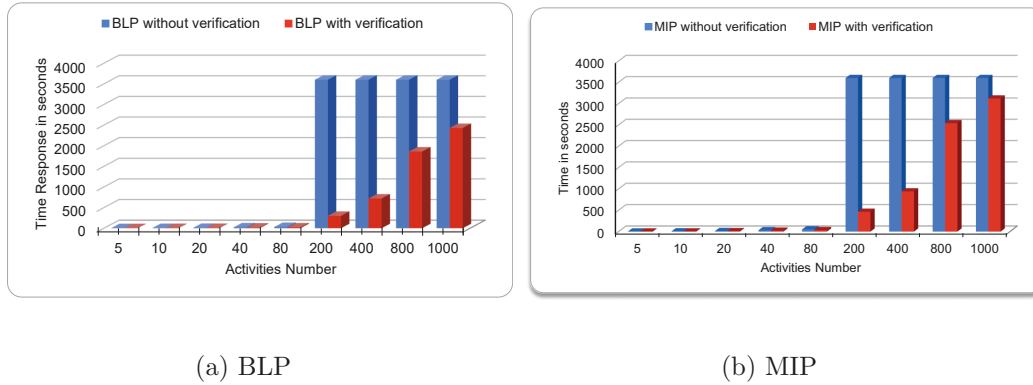 BLP without verification BLP with verification
Time Response in seconds
4000
3500
3000
2500
2000
1500
1000
500
0
5 10 20 40 80 200 400 800 1000
Activities Number
MIP without verification MIP with verification
Time in seconds
4000
3500
3000
2500
2000
1500
1000
500
0
5 10 20 40 80 200 400 800 1000
Activities Number
(a) BLP
(b) MIP